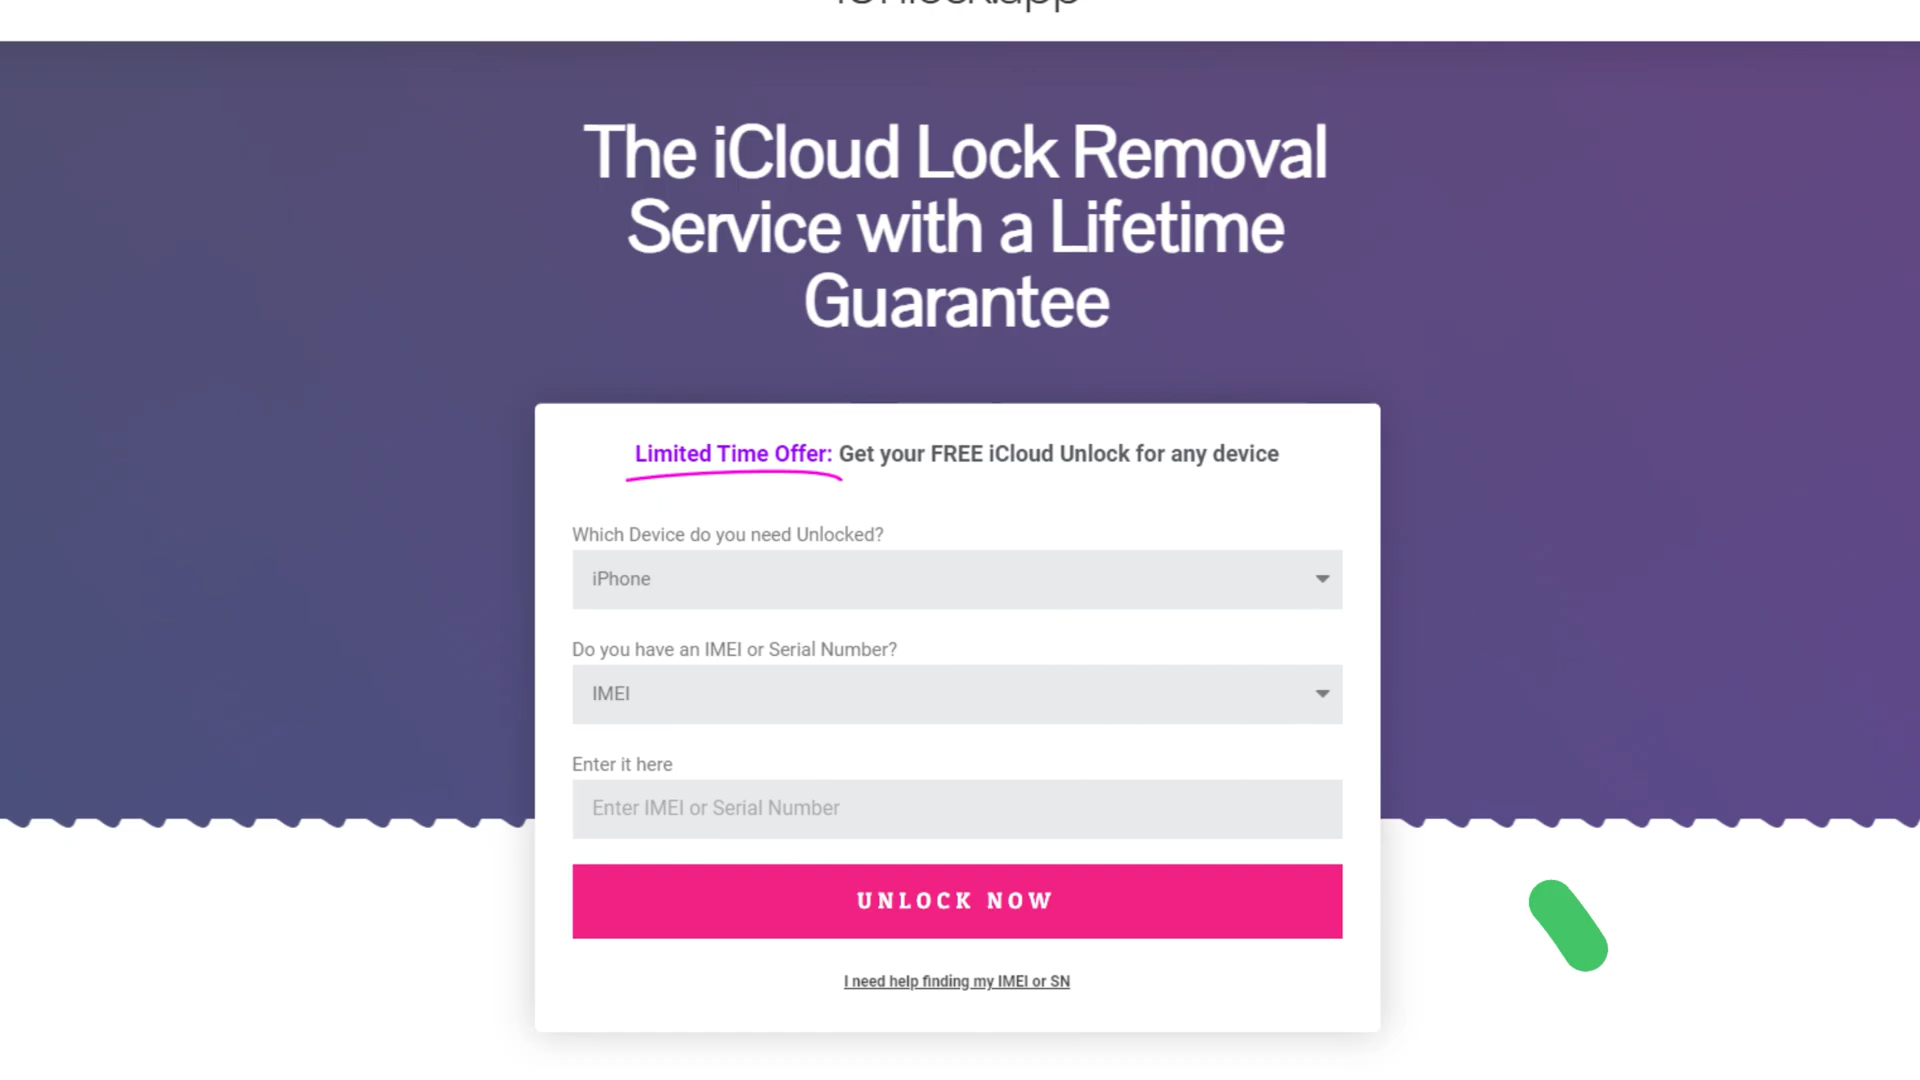 The iCloud Lock Removal
Service with a Lifetime
Guarantee
Limited Time Offer: Get your FREE iCloud Unlock for any device
Which Device do you need Unlocked?
iPhone
Do you have an IMEI or Serial Number?
IMEI
Enter it here
Enter IMEI or Serial Number
UNLOCK NOW
I need help finding my IMEI or SN